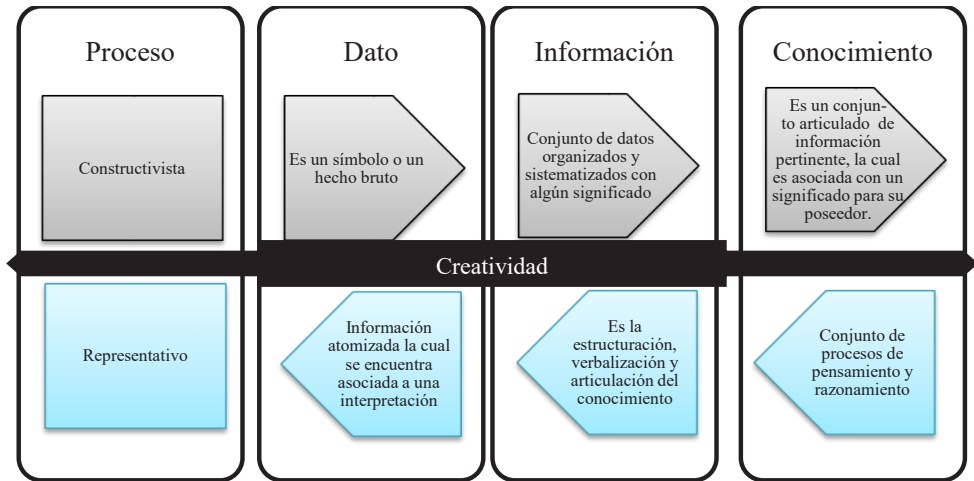 Proceso
Dato
Información
Conocimiento
Constructivista
Es un símbolo o un
hecho bruto
Conjunto de datos
organizados y
sistematizados con
algún significado
Es un conjun-
to articulado de
información
pertinente, la cual
es asociada con un
significado para su
poseedor.
Creatividad
Representativo
Información
atomizada la cual
se encuentra
asociada a una
interpretación
Es la
estructuración,
verbalización y
articulación del
conocimiento
Conjunto de
procesos de
pensamiento y
razonamiento